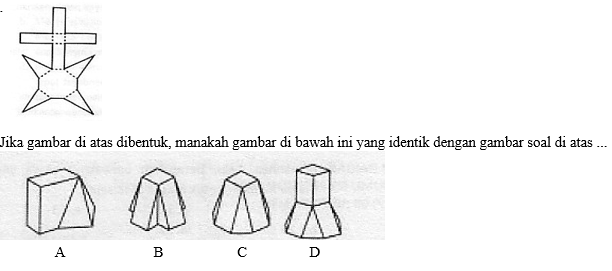 .
Jika gambar di atas dibentuk, manakah gambar di bawah ini yang identik dengan gambar soal di atas ...
A B C D